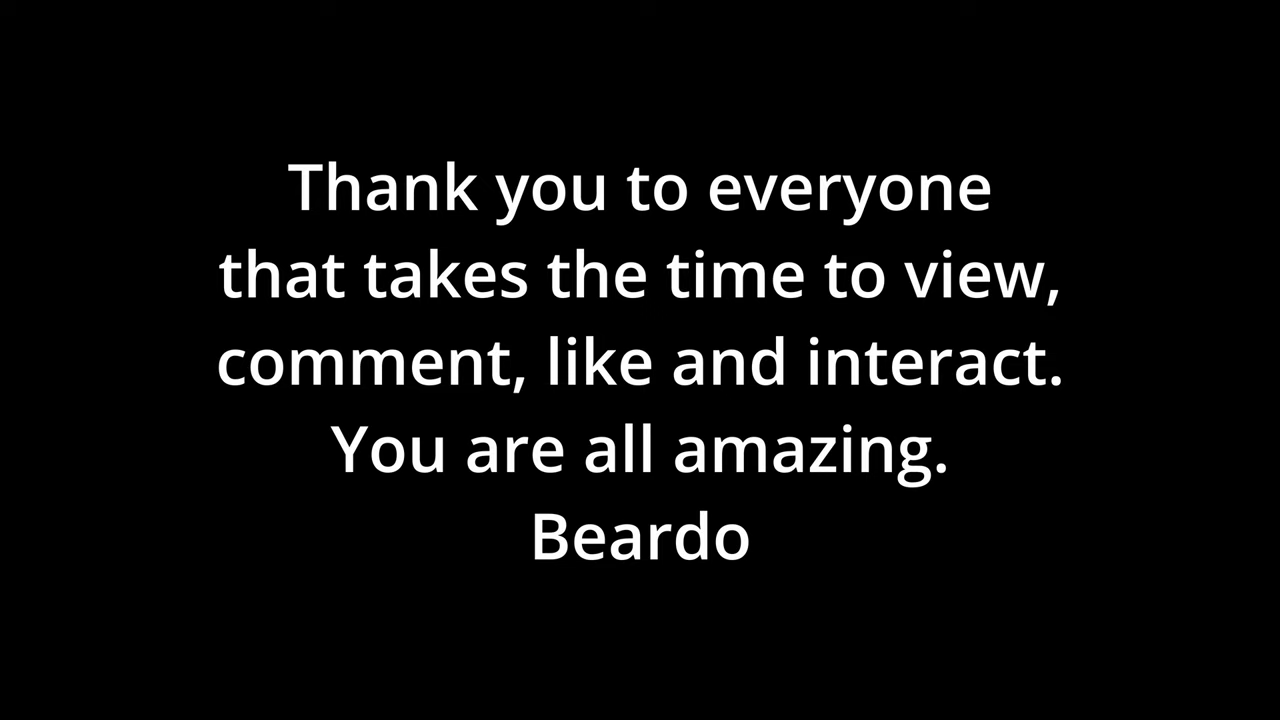 Thank you to everyone
that takes the time to view,
comment, like and interact.
You are all amazing.
Beardo